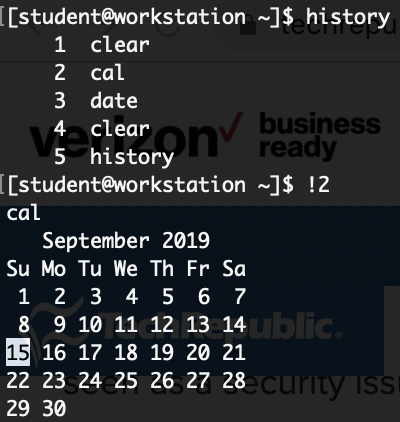 [student@workstation ~]$ history
    1  clear
    2  cal
    3  date
    4  clear
    5  history
[student@workstation ~]$ !2
cal
   September 2019
Su Mo Tu We Th Fr Sa
 1  2  3  4  5  6  7
 8  9 10 11 12 13 14
15 16 17 18 19 20 21
22 23 24 25 26 27 28
29 30
techrepu
verizon✓ business
ready
TechRepublic.
seen as a security issu